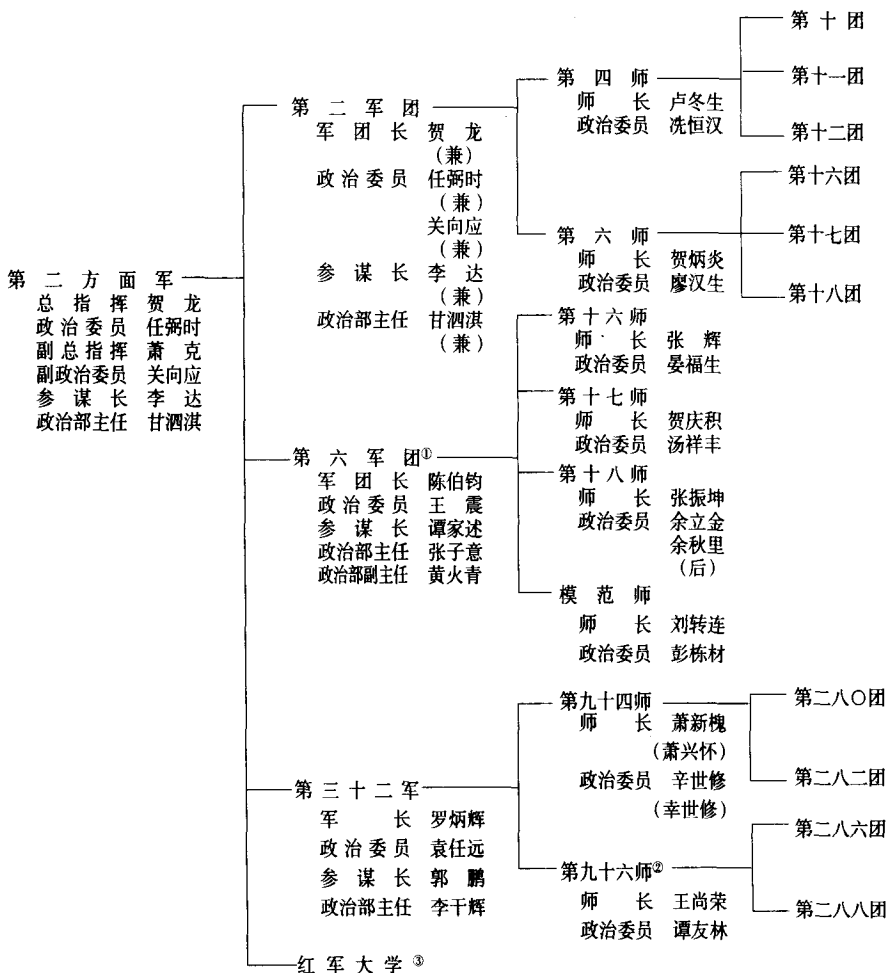 第二方面军
总指挥 贺龙
政治委员 任弼时
副总指挥 萧克
副政治委员 关向应
参谋长 李达
政治部主任 甘泗淇
第二军团
军团长 贺龙
(兼)
政治委员 任弼时
(兼)
关向应
(兼)
参谋长 李达
(兼)
政治部主任 甘泗淇
(兼)
第四师
师长 卢冬生
政治委员 冼恒汉
第十团
第十一团
第十二团
第六师
师长 贺炳炎
政治委员 廖汉生
第十六团
第十七团
第十八团
第六军团①
军团长 陈伯钧
政治委员 王震
参谋长 谭家述
政治部主任 张子意
政治部副主任 黄火青
第十六师
师长 张辉
政治委员 晏福生
第十七师
师长 贺庆积
政治委员 汤祥丰
第十八师
师长 张振坤
政治委员 余立金
余秋里
(后)
模范师
师长 刘转连
政治委员 彭栋材
第三十二军
军长 罗炳辉
政治委员 袁任远
参谋长 郭鹏
政治部主任 李干辉
第九十四师
师长 萧新槐
(萧兴怀)
政治委员 辛世修
(幸世修)
第二八〇团
第二八二团
第九十六师②
师长 王尚荣
政治委员 谭友林
第二八六团
第二八八团
红军大学③